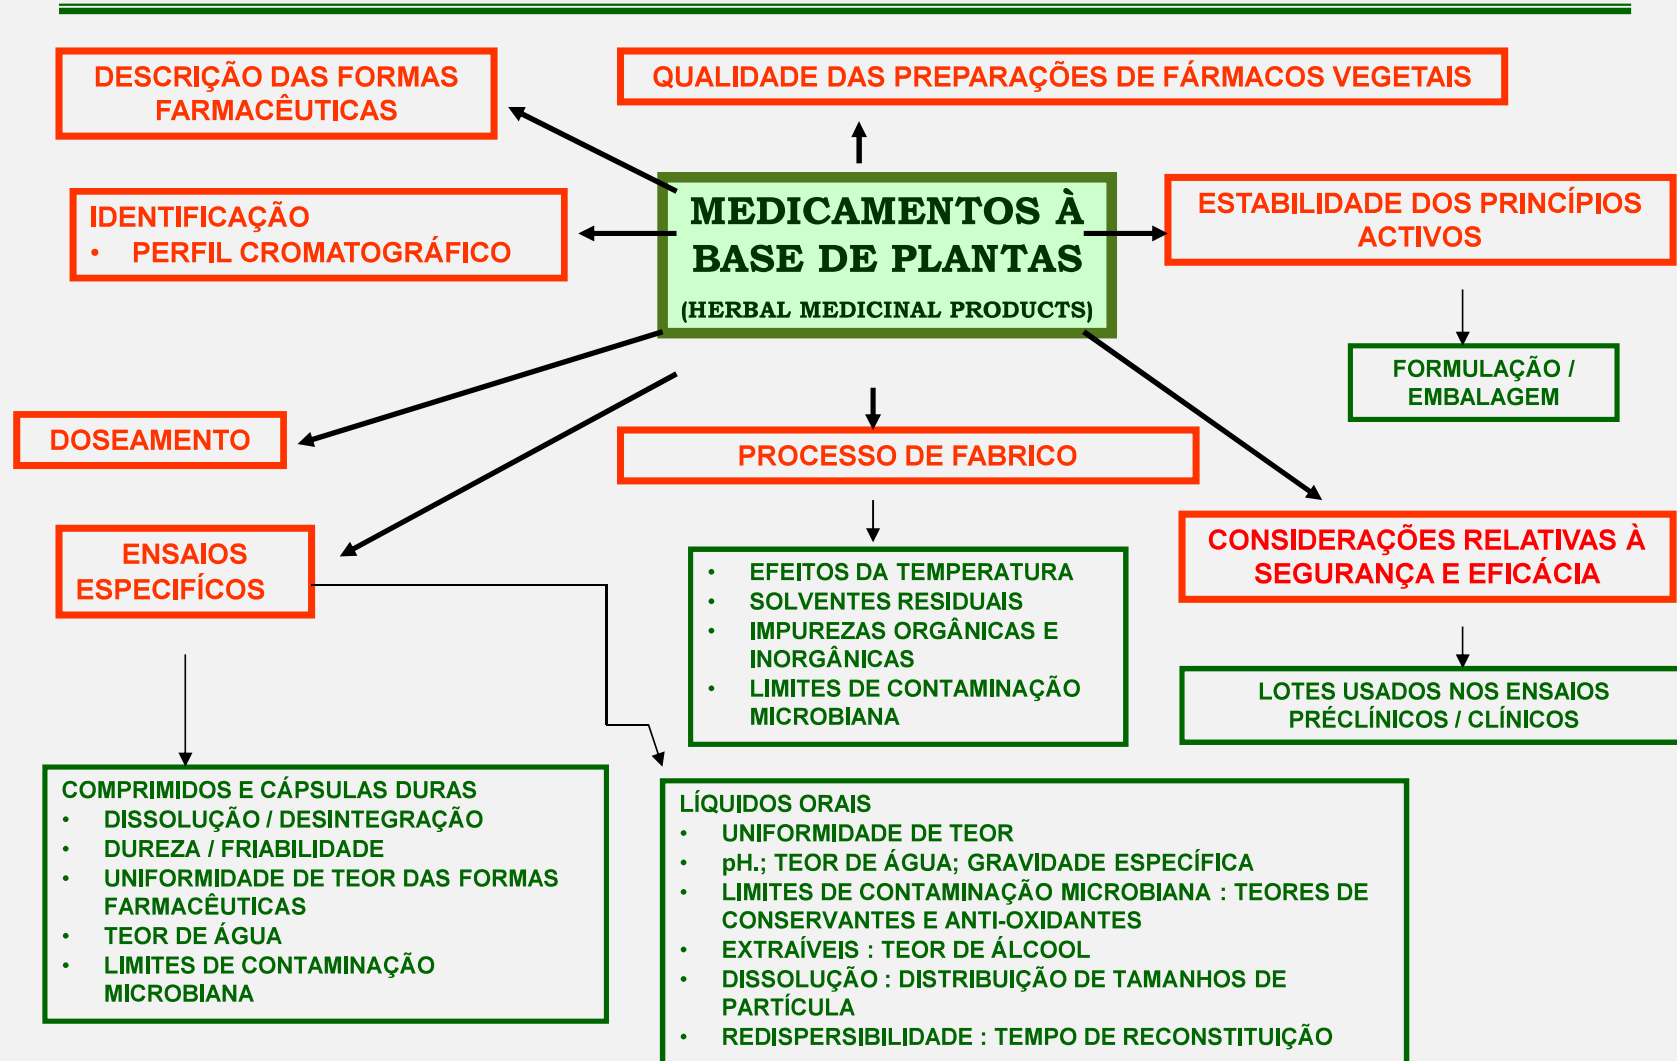 DESCRIÇÃO DAS FORMAS
FARMACÊUTICAS
QUALIDADE DAS PREPARAÇÕES DE FÁRMACOS VEGETAIS
IDENTIFICAÇÃO
• PERFIL CROMATOGRÁFICO
MEDICAMENTOS À
BASE DE PLANTAS
(HERBAL MEDICINAL PRODUCTS)
ESTABILIDADE DOS PRINCÍPIOS
ACTIVOS
FORMULAÇÃO /
EMBALAGEM
DOSEAMENTO
PROCESSO DE FABRICO
ENSAIOS
ESPECIFÍCOS
• EFEITOS DA TEMPERATURA
• SOLVENTES RESIDUAIS
• IMPUREZAS ORGÂNICAS E
INORGÂNICAS
• LIMITES DE CONTAMINAÇÃO
MICROBIANA
CONSIDERAÇÕES RELATIVAS À
SEGURANÇA E EFICÁCIA
LOTES USADOS NOS ENSAIOS
PRÉCLÍNICOS / CLÍNICOS
COMPRIMIDOS E CÁPSULAS DURAS
• DISSOLUÇÃO / DESINTEGRAÇÃO
• DUREZA / FRIABILIDADE
• UNIFORMIDADE DE TEOR DAS FORMAS
FARMACÊUTICAS
• TEOR DE ÁGUA
• LIMITES DE CONTAMINAÇÃO
MICROBIANA
LÍQUIDOS ORAIS
• UNIFORMIDADE DE TEOR
• pH.; TEOR DE ÁGUA; GRAVIDADE ESPECÍFICA
• LIMITES DE CONTAMINAÇÃO MICROBIANA : TEORES DE
CONSERVANTES E ANTI-OXIDANTES
• EXTRAÍVEIS : TEOR DE ÁLCOOL
• DISSOLUÇÃO : DISTRIBUIÇÃO DE TAMANHOS DE
PARTÍCULA
• REDISPERSIBILIDADE : TEMPO DE RECONSTITUIÇÃO